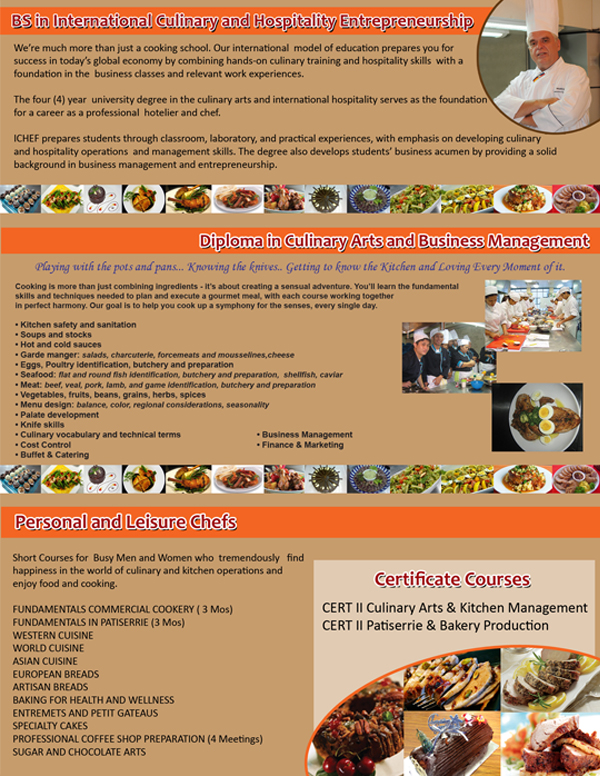 BS in International Culinary and Hospitality Entrepreneurship
We're much more than just a cooking school. Our international model of education prepares you for
success in today's global economy by combining hands-on culinary training and hospitality skills with a
foundation in the business classes and relevant work experiences.
The four (4) year university degree in the culinary arts and international hospitality serves as the foundation
for a career as a professional hotelier and chef.
ICHEF prepares students through classroom, laboratory, and practical experiences, with emphasis on developing culinary
and hospitality operations and management skills. The degree also develops students' business acumen by providing a solid
background in business management and entrepreneurship.
Diploma in Culinary Arts and Business Management
Playing with the pots and pans... Knowing the knives.. Getting to know the Kitchen and Loving Every Moment of it.
Cooking is more than just combining ingredients - it's about creating a sensual adventure. You'll learn the fundamental
skills and techniques needed to plan and execute a gourmet meal, with each course working together
in perfect harmony. Our goal is to help you cook up a symphony for the senses, every single day.
• Kitchen safety and sanitation
• Soups and stocks
• Hot and cold sauces
• Garde manger: salads, charcuterie, forcemeats and mousselines,cheese
• Eggs, Poultry identification, butchery and preparation
• Seafood: flat and round fish identification, butchery and preparation, shellfish, caviar
• Meat: beef, veal, pork, lamb, and game identification, butchery and preparation
• Vegetables, fruits, beans, grains, herbs, spices
• Menu design: balance, color, regional considerations, seasonality
• Palate development
• Knife skills
• Culinary vocabulary and technical terms
• Cost Control
• Buffet & Catering
• Business Management
• Finance & Marketing
Personal and Leisure Chefs
Short Courses for Busy Men and Women who tremendously find
happiness in the world of culinary and kitchen operations and
enjoy food and cooking.
FUNDAMENTALS COMMERCIAL COOKERY ( 3 Mos)
FUNDAMENTALS IN PATISERRIE (3 Mos)
WESTERN CUISINE
WORLD CUISINE
ASIAN CUISINE
EUROPEAN BREADS
ARTISAN BREADS
BAKING FOR HEALTH AND WELLNESS
ENTREMETS AND PETIT GATEAUS
SPECIALTY CAKES
PROFESSIONAL COFFEE SHOP PREPARATION (4 Meetings)
SUGAR AND CHOCOLATE ARTS
Certificate Courses
CERT II Culinary Arts & Kitchen Management
CERT II Patiserrie & Bakery Production